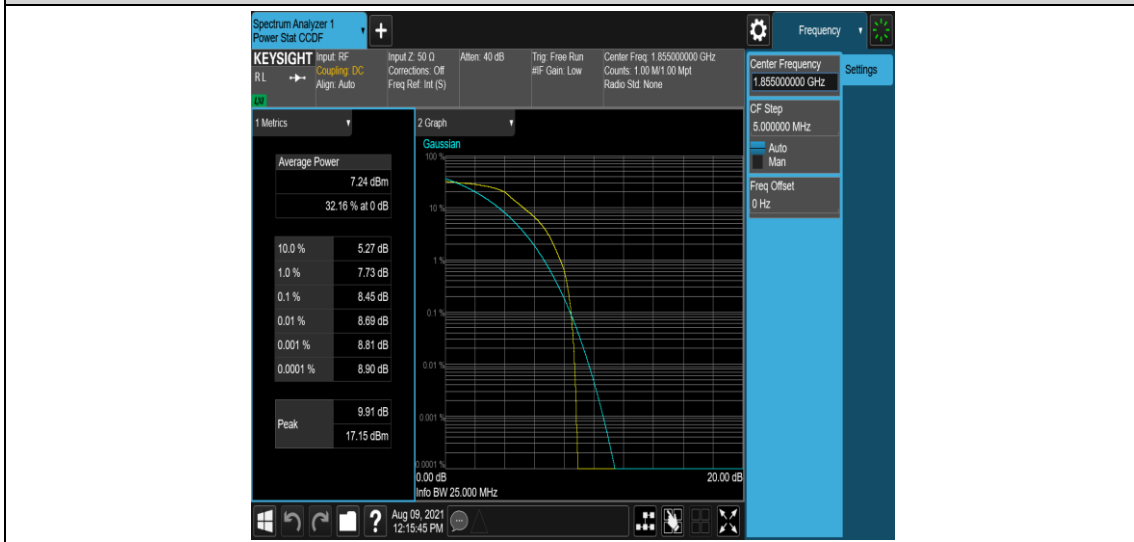 Spectrum Analyzer 1
Power Stat CCDF
+
Frequency
KEYSIGHT
RL
Input: RF
Coupling: DC
Align: Auto
Input Z: 50 Ω
Corrections: Off
Freq Ref: Int (S)
Atten: 40 dB
Trig: Free Run
#IF Gain: Low
Center Freq: 1.855000000 GHz
Counts: 1.00 M/1.00 Mpt
Radio Std: None
Center Frequency
1.855000000 GHz
Settings
CF Step
5.000000 MHz
Auto
Man
Freq Offset
0 Hz
1 Metrics
Average Power
7.24 dBm
32.16 % at 0 dB
10.0 % 5.27 dB
1.0 % 7.73 dB
0.1 % 8.45 dB
0.01 % 8.69 dB
0.001 % 8.81 dB
0.0001 % 8.90 dB
Peak
9.91 dB
17.15 dBm
2 Graph
Gaussian
100 %
10 %
1 %
0.1 %
0.01 %
0.001 %
0.0001 %
0.00 dB 20.00 dB
Info BW 25.000 MHz
?
Aug 09, 2021
12:15:45 PM